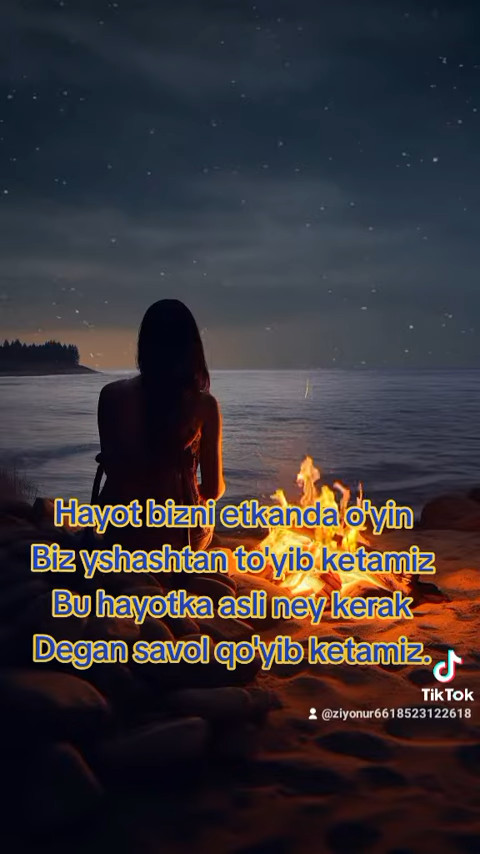 Hayot bizni etkanda o'yin
Biz yshashtan to'yib ketamiz
Bu hayotka asli ney kerak
Degan savol qo'yib ketamiz.
TikTok
@ziyonur6618523122618